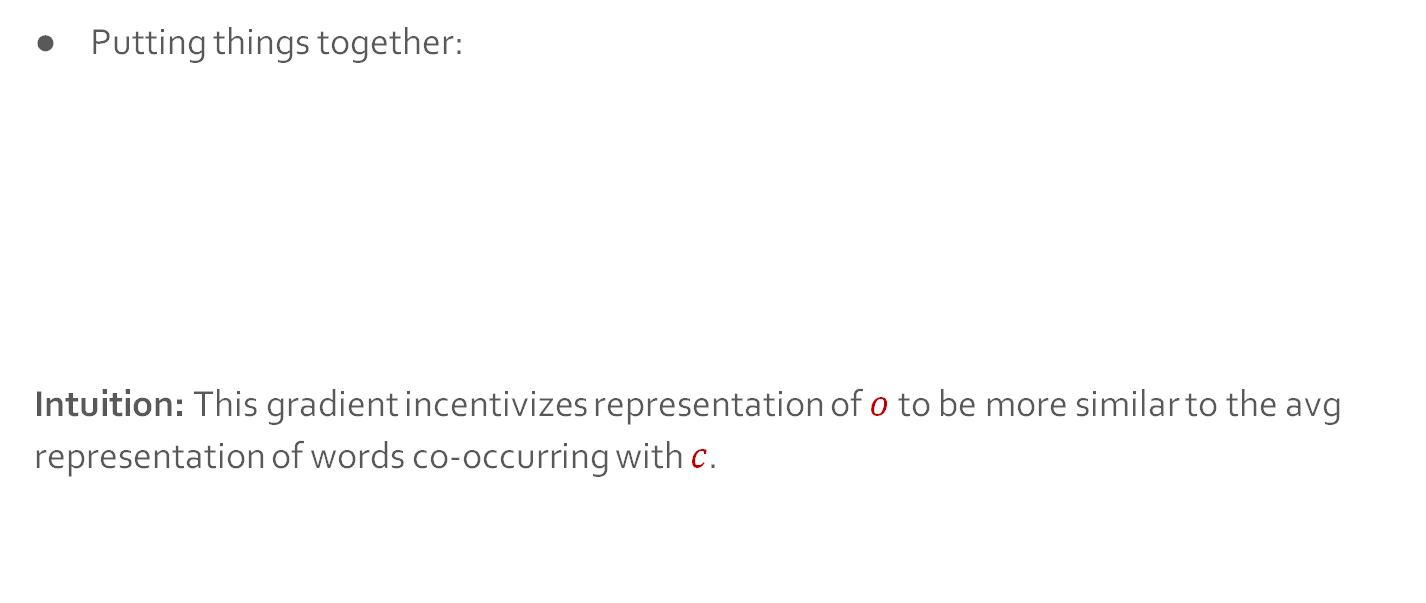 ● Putting things together:
Intuition: This gradient incentivizes representation of o to be more similar to the avg
representation of words co-occurring with c.